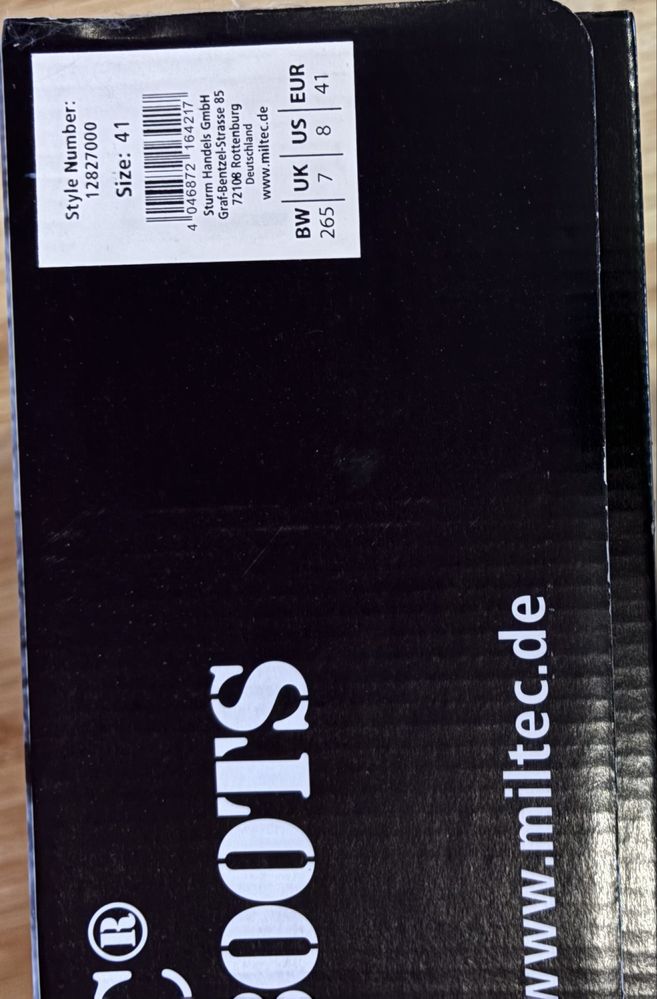 Style Number:
12827000
Size: 41
4 046872 164217
Sturm Handels GmbH
Graf-Bentzel-Strasse 85
72108 Rottenburg
Deutschland
www.miltec.de
BW | UK | US | EUR
265 | 7 | 8 | 41
®
BOOTS
www.miltec.de